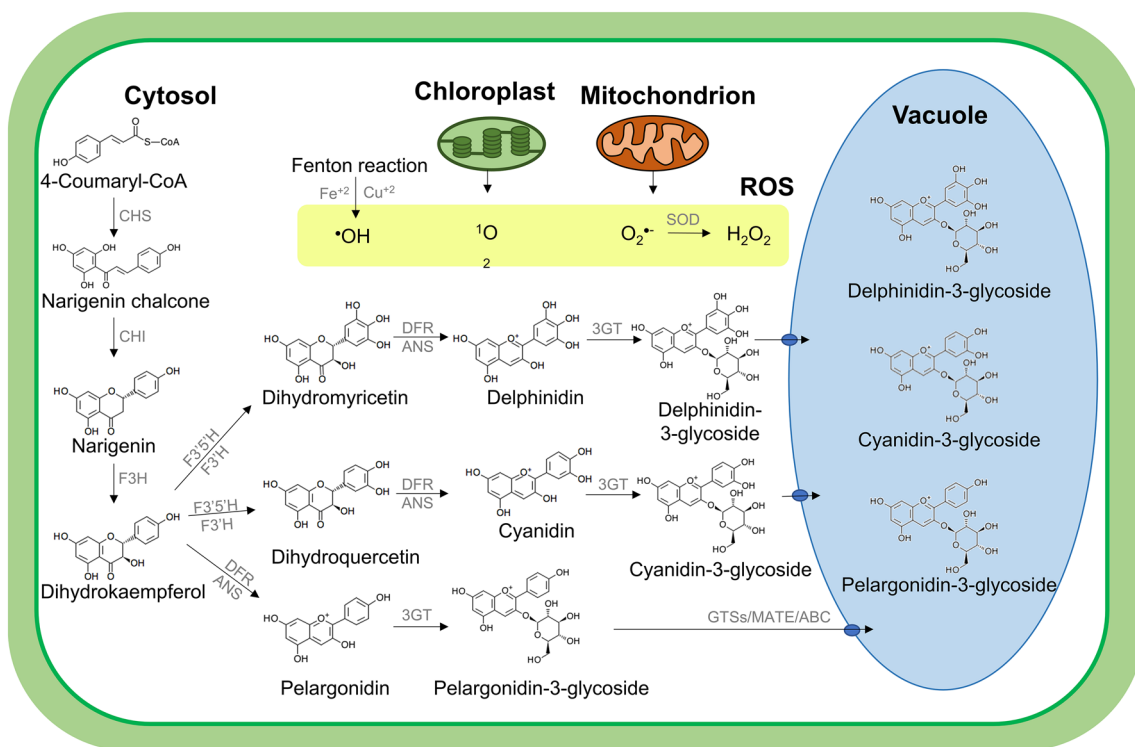 Cytosol
Chloroplast
Mitochondrion
Vacuole
4-Coumaryl-CoA
CHS
Narigenin chalcone
CHI
Narigenin
F3H
Dihydrokaempferol
Fenton reaction
Fe+2 Cu+2
ROS
•OH
1O
2
O2•-
SOD
H2O2
F3'5'H
F3'H
Dihydromyricetin
DFR
ANS
Delphinidin
3GT
Delphinidin-
3-glycoside
F3'5'H
F3'H
Dihydroquercetin
DFR
ANS
Cyanidin
3GT
Cyanidin-3-glycoside
DFR
ANS
Pelargonidin
3GT
Pelargonidin-3-glycoside
GTSs/MATE/ABC
Delphinidin-3-glycoside
Cyanidin-3-glycoside
Pelargonidin-3-glycoside